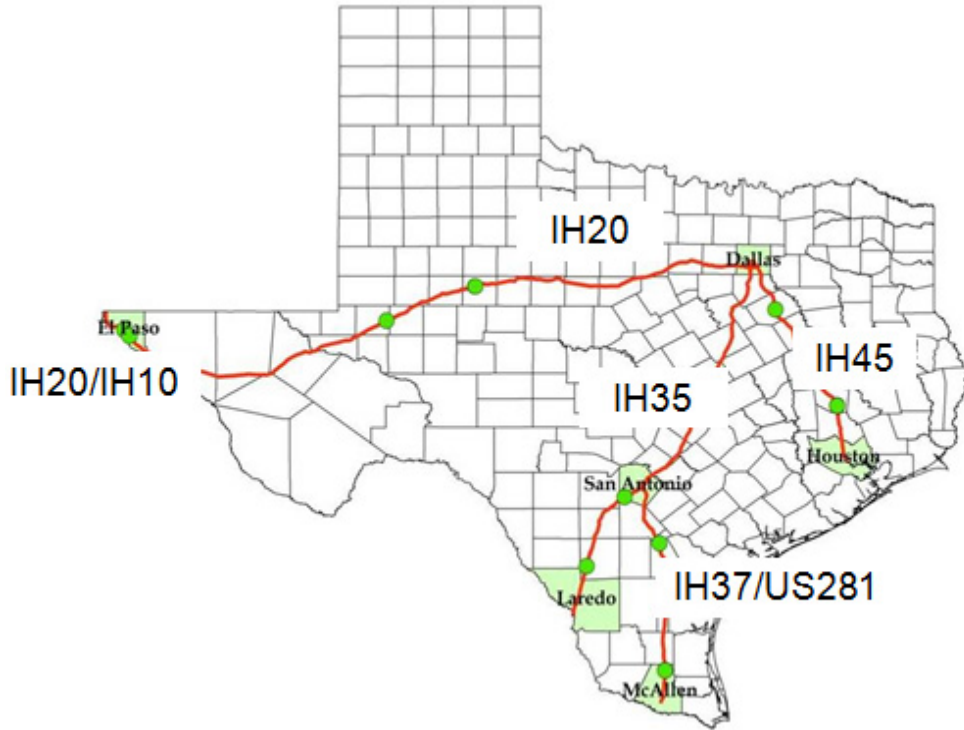 IH20
Dallas
El Paso
IH20/IH10
IH45
IH35
Houston
San Antonio
IH37/US281
Laredo
McAllen